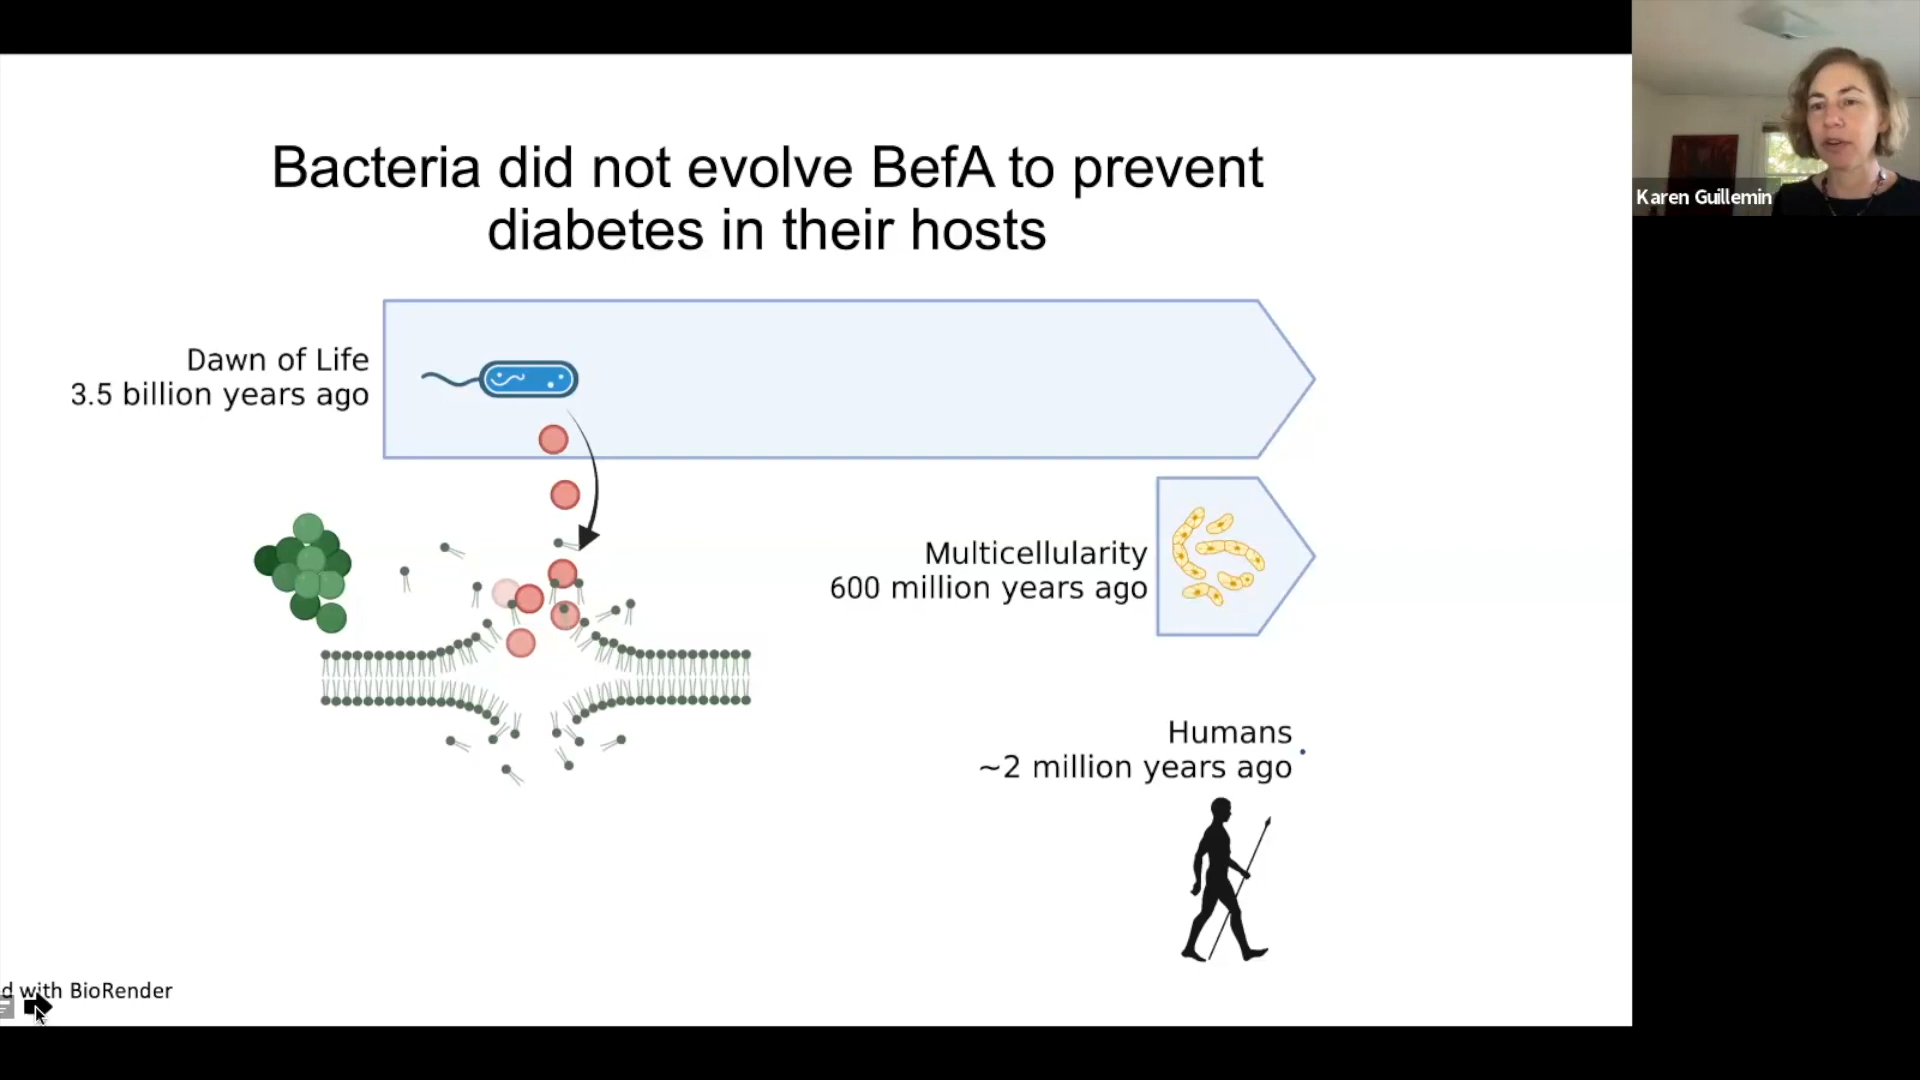 Bacteria did not evolve BefA to prevent
diabetes in their hosts
Karen Guillemin
Dawn of Life
3.5 billion years ago
Multicellularity
600 million years ago
Humans
~2 million years ago
d with BioRender